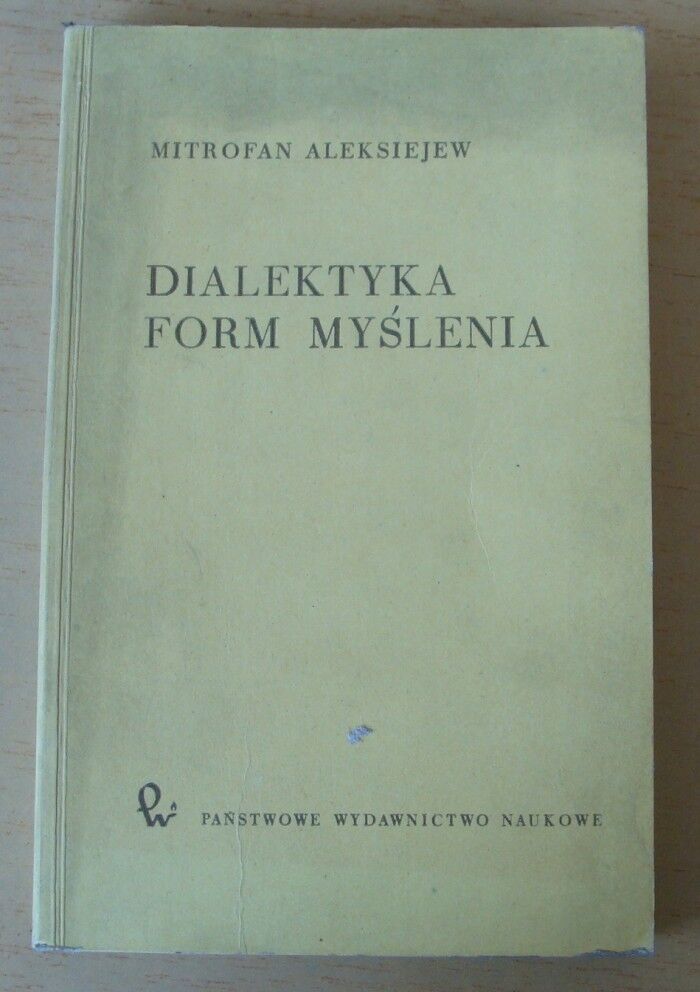 MITROFAN ALEKSIEJEW
DIALEKTYKA
FORM MYŚLENIA
PAŃSTWOWE WYDAWNICTWO NAUKOWE